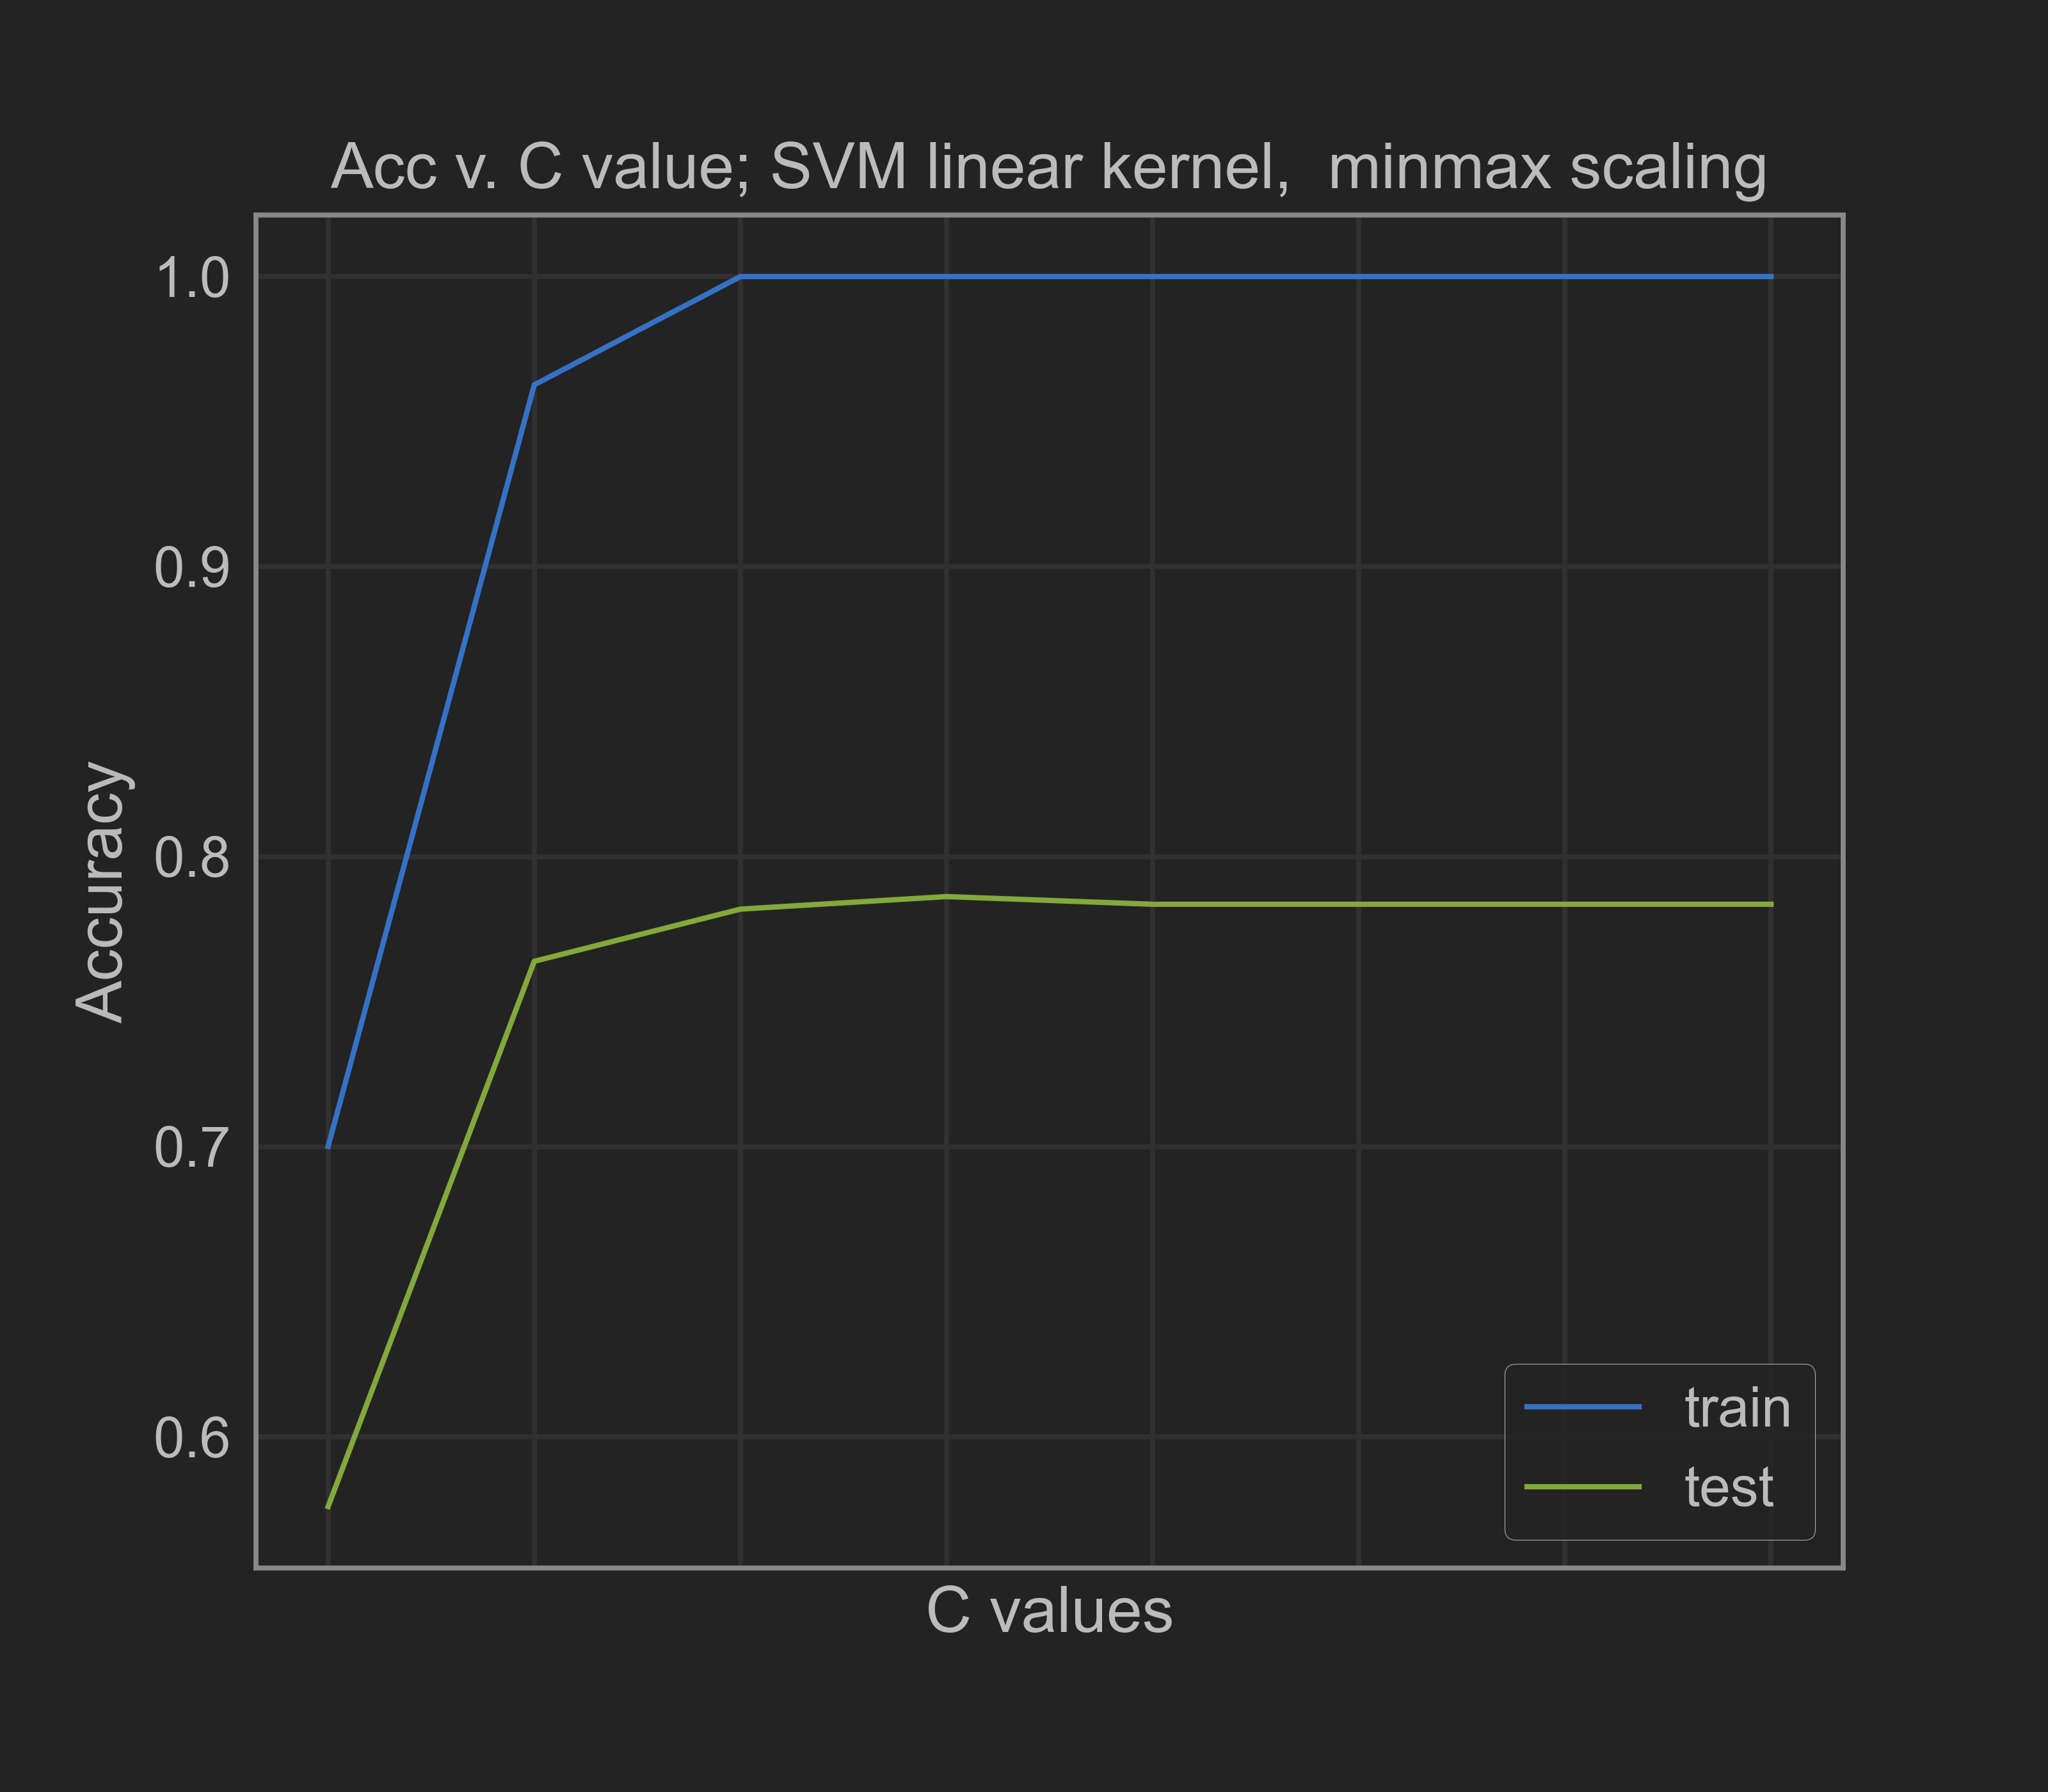 Acc v. C value; SVM linear kernel,  minmax scaling
1.0
0.9
0.8
0.7
0.6
Accuracy
train
test
C values